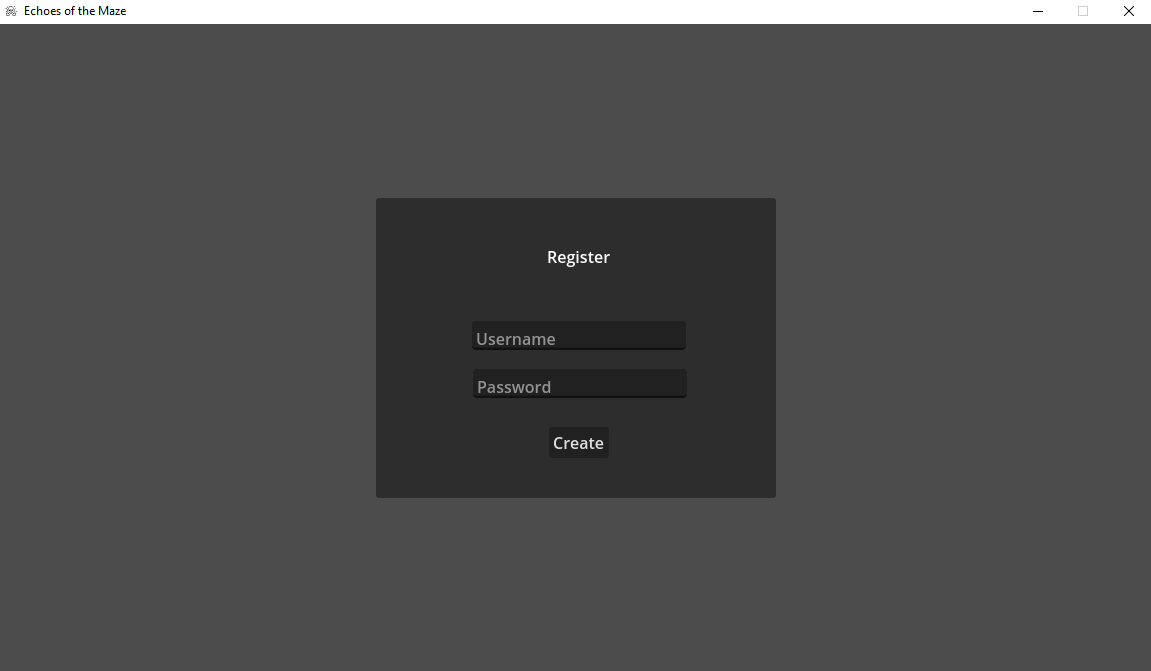 Echoes of the Maze
Register
Username
Password
Create